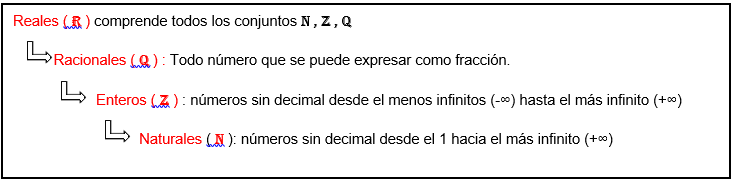 Reales ( ℝ ) comprende todos los conjuntos ℕ , ℤ , ℚ
Racionales ( ℚ ) : Todo número que se puede expresar como fracción.
Enteros ( ℤ ) : números sin decimal desde el menos infinitos (-∞) hasta el más infinito (+∞)
Naturales ( ℕ ): números sin decimal desde el 1 hacia el más infinito (+∞)